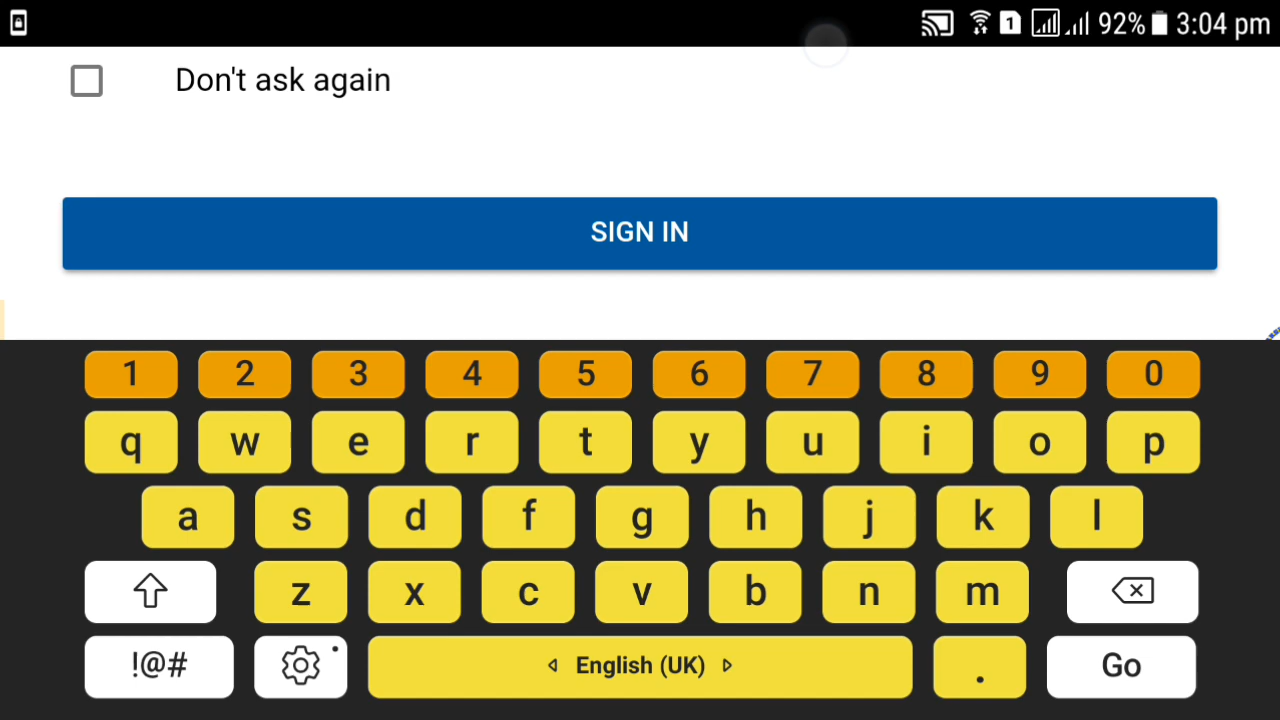 1 92% 3:04 pm
Don't ask again
SIGN IN
1 2 3 4 5 6 7 8 9 0
q w e r t y u i o p
a s d f g h j k l
z x c v b n m
!@# English (UK) . Go